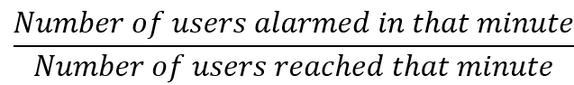 Number of users alarmed in that minute
Number of users reached that minute